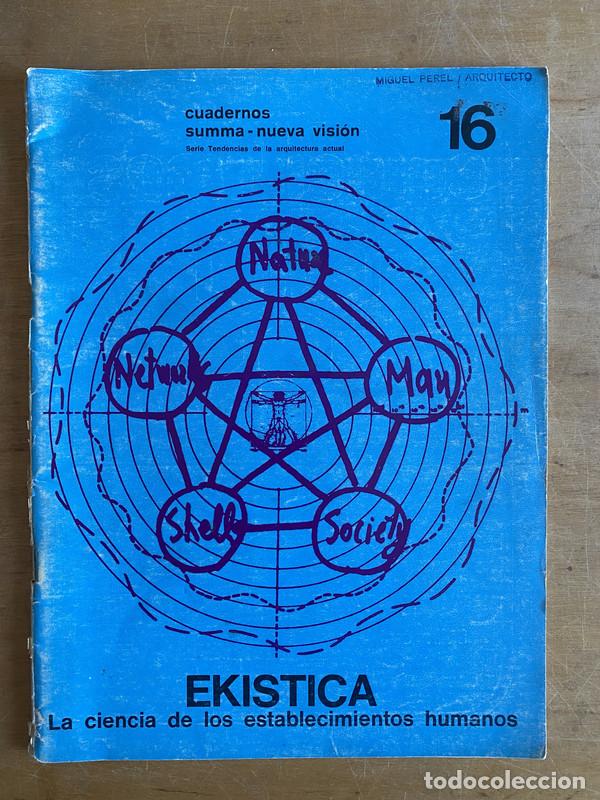 MIGUEL PEREL / ARQUITECTO
cuadernos
summa - nueva visión
16
Serie Tendencias de la arquitectura actual
Nature
Network
Man
Shells
Society
EKISTICA
La ciencia de los establecimientos humanos
todocoleccion